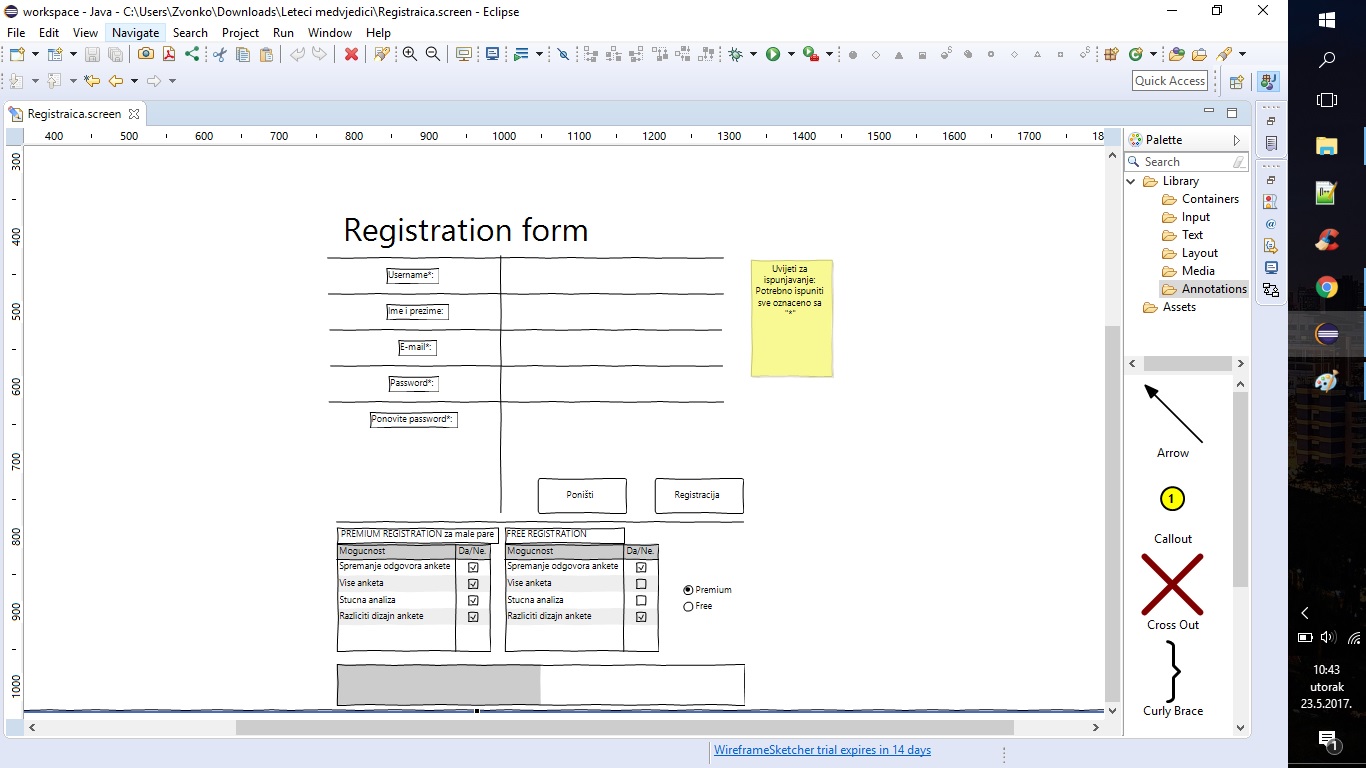 workspace - Java - C:\Users\Zvonko\Downloads\Leteci medvjedici\Registraica.screen - Eclipse
File Edit View Navigate Search Project Run Window Help
Quick Access
Registraica.screen
400 500 600 700 800 900 1000 1100 1200 1300 1400 1500 1600 1700 18
300
400
500
600
700
800
900
1000
Registration form
Username*:
Ime i prezime:
E-mail*:
Password*:
Ponovite password*:
Uvijeti za
ispunjavanje:
Potrebno ispuniti
sve oznaceno sa
"*"
Poništi
Registracija
PREMIUM REGISTRATION za male pare
Mogucnost Da/Ne.
Spremanje odgovora ankete
Vise anketa
Stucna analiza
Razliciti dizajn ankete
FREE REGISTRATION
Mogucnost Da/Ne.
Spremanje odgovora ankete
Vise anketa
Stucna analiza
Razliciti dizajn ankete
Premium
Free
Palette
Search
Library
Containers
Input
Text
Layout
Media
Annotations
Assets
Arrow
1
Callout
Cross Out
Curly Brace
WireframeSketcher trial expires in 14 days
10:43
utorak
23.5.2017.
1